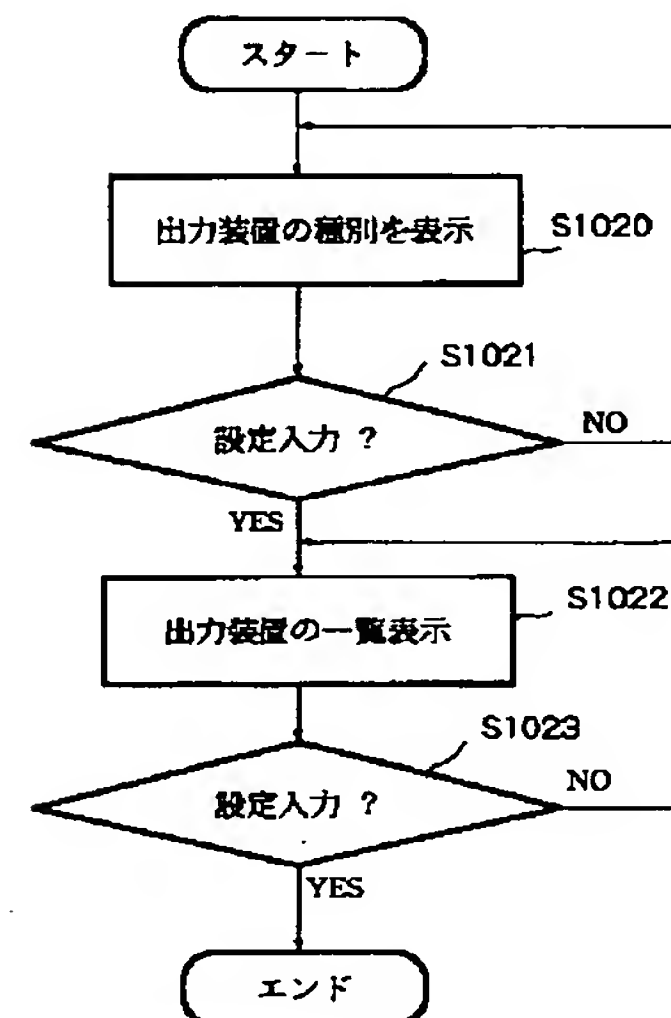 スタート
出力装置の種別を表示
S1020
S1021
設定入力 ?
NO
YES
出力装置の一覧表示
S1022
S1023
設定入力 ?
NO
YES
エンド